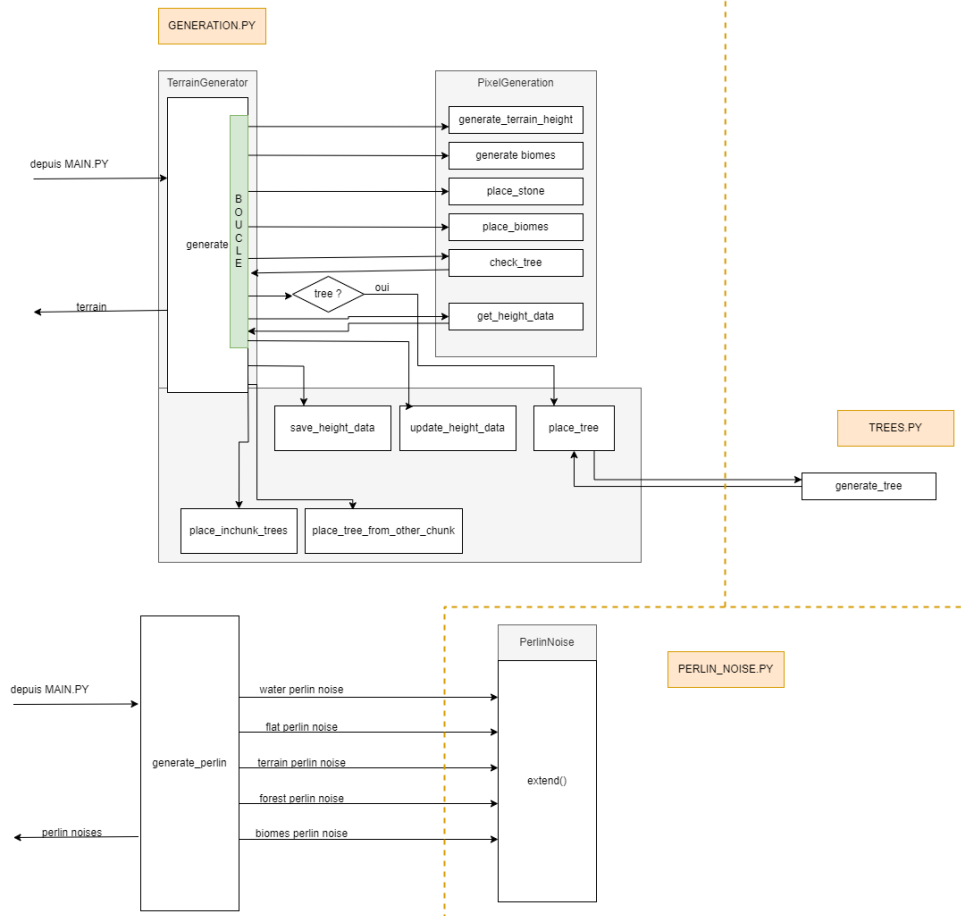 GENERATION.PY
TerrainGenerator
PixelGeneration
generate_terrain_height
depuis MAIN.PY
generate biomes
place_stone
BOUCLE
place_biomes
generate
check_tree
tree ?
oui
terrain
get_height_data
save_height_data
update_height_data
place_tree
TREES.PY
generate_tree
place_inchunk_trees
place_tree_from_other_chunk
PerlinNoise
PERLIN_NOISE.PY
depuis MAIN.PY
water perlin noise
flat perlin noise
generate_perlin
terrain perlin noise
extend()
forest perlin noise
perlin noises
biomes perlin noise